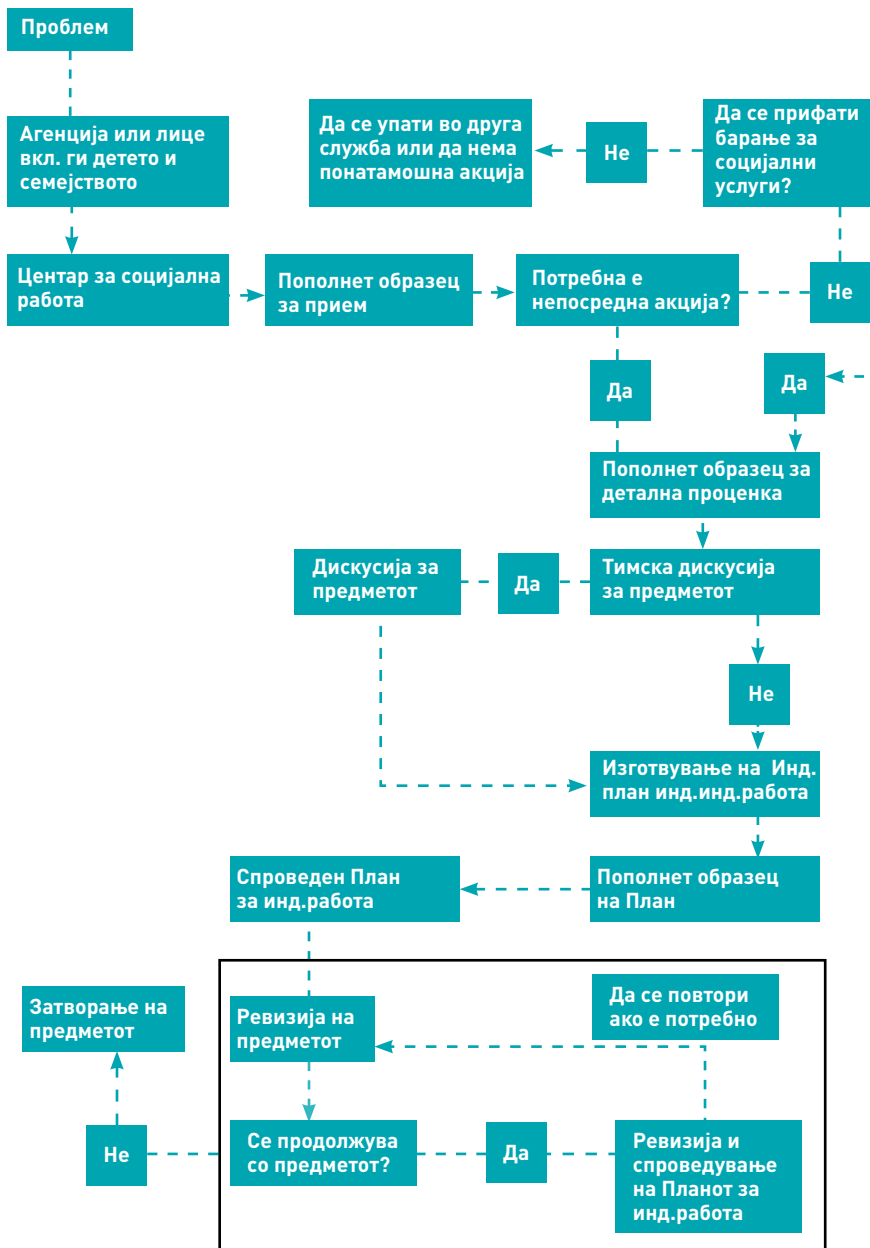 Проблем
Агенција или лице
вкл. ги детето и
семејството
Да се упати во друга
служба или да нема
понатамошна акција
Не
Да се прифати
барање за
социјални
услуги?
Центар за социјална
работа
Пополнет образец
за прием
Потребна е
непосредна акција?
Не
Да
Да
Пополнет образец за
детална проценка
Дискусија за
предметот
Да
Тимска дискусија
за предметот
Не
Изготвување на Инд.
план инд.инд.работа
Спроведен План
за инд.работа
Пополнет образец
на План
Затворање на
предметот
Ревизија на
предметот
Да се повтори
ако е потребно
Не
Се продолжува
со предметот?
Да
Ревизија и
спроведување
на Планот за
инд.работа